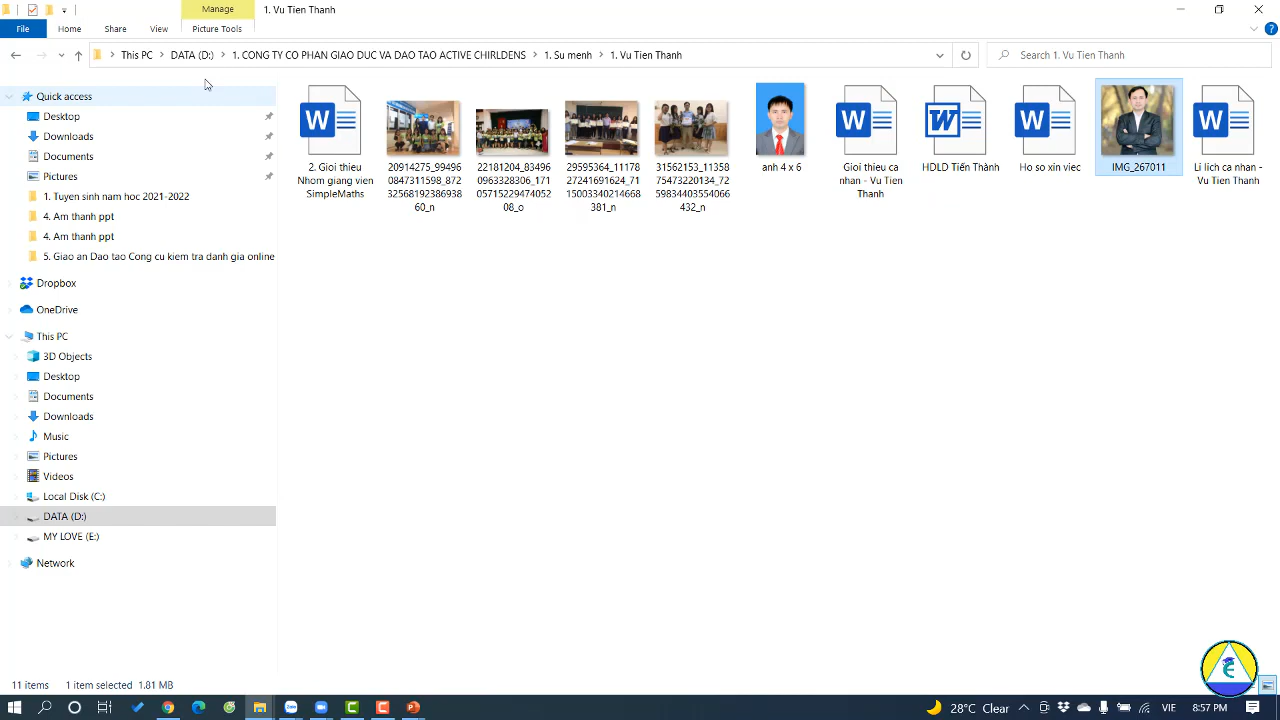 Manage
1. Vu Tien Thanh
File
Home
Share
View
Picture Tools
This PC
DATA (D:)
1. CONG TY CO PHAN GIAO DUC VA DAO TAO ACTIVE CHIRLDENS
1. Su menh
1. Vu Tien Thanh
Search 1. Vu Tien Thanh
Quick access
Desktop
Downloads
Documents
Pictures
1. Tuyen sinh nam hoc 2021-2022
4. Am thanh ppt
4. Am thanh ppt
5. Giao an Dao tao Cong cu kiem tra danh gia online
Dropbox
OneDrive
This PC
3D Objects
Desktop
Documents
Downloads
Music
Pictures
Videos
Local Disk (C:)
DATA (D:)
MY LOVE (E:)
Network
2. Gioi thieu
Nhom giang vien
SimpleMaths
20914275_99496
0847311598_872
32568192386938
60_n
22181204_83496
0963328306_171
05715229474052
08_o
29595364_11178
27241691624_71
15003340214668
381_n
31562153_11358
75473220134_72
59834403554066
432_n
anh 4 x 6
Gioi thieu ca
nhan - Vu Tien
Thanh
HDLD Tiến Thành
Ho so xin viec
IMG_267011
Li lich ca nhan -
Vu Tien Thanh
11 items
1 item selected 1.81 MB
28°C Clear
VIE
8:57 PM